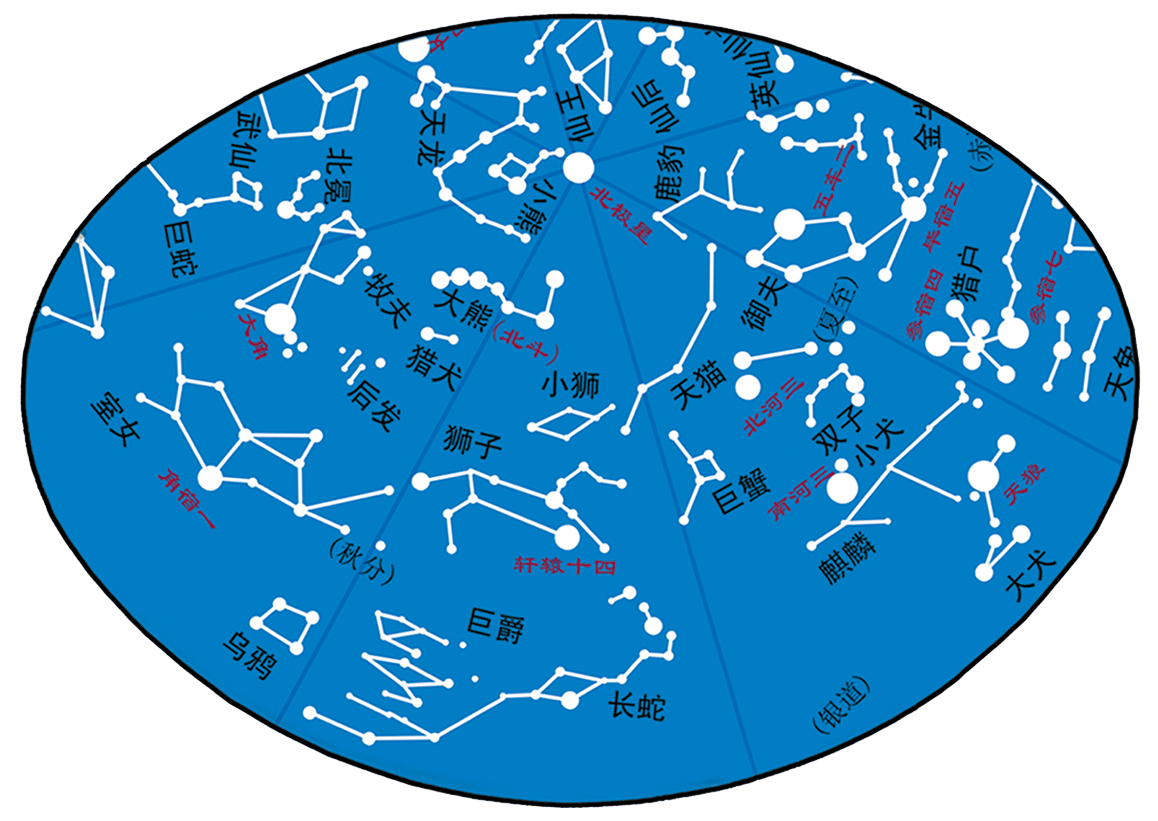 仙王
仙后
英仙
金牛
武仙
北冕
天龙
小熊
北极星
鹿豹
五车二
毕宿五
巨蛇
牧夫
大熊
(北斗)
御夫
(夏至)
猎户
参宿四
参宿七
大角
猎犬
后发
小狮
天猫
北河三
双子
小犬
天兔
室女
狮子
巨蟹
南河三
天狼
角宿一
(秋分)
轩辕十四
麒麟
大犬
乌鸦
巨爵
长蛇
(银道)